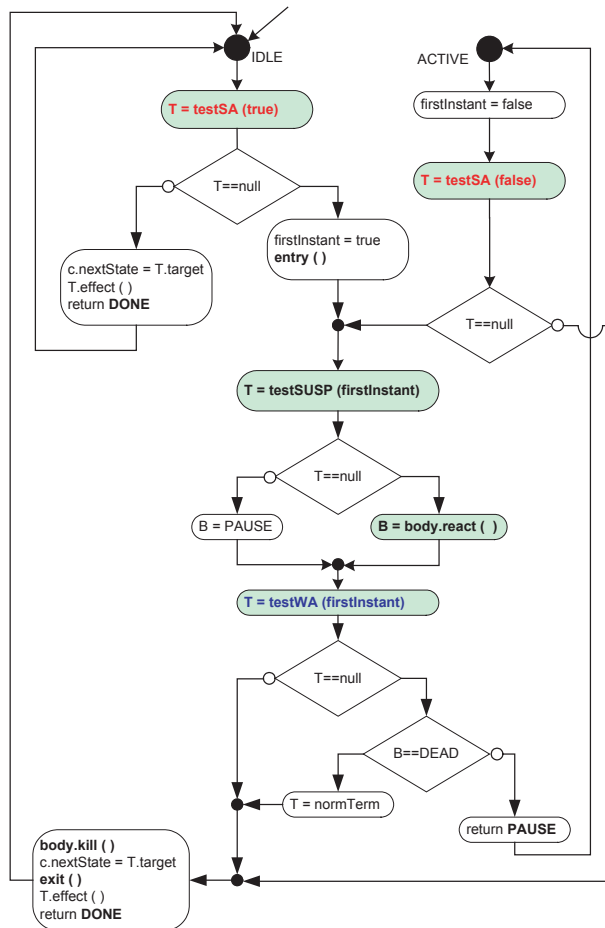 IDLE
ACTIVE
T = testSA (true)
firstInstant = false
T = testSA (false)
T==null
firstInstant = true
entry ( )
c.nextState = T.target
T.effect ( )
return DONE
T==null
T = testSUSP (firstInstant)
T==null
B = PAUSE
B = body.react ( )
T = testWA (firstInstant)
T==null
B==DEAD
T = normTerm
return PAUSE
body.kill ( )
c.nextState = T.target
exit ( )
T.effect ( )
return DONE